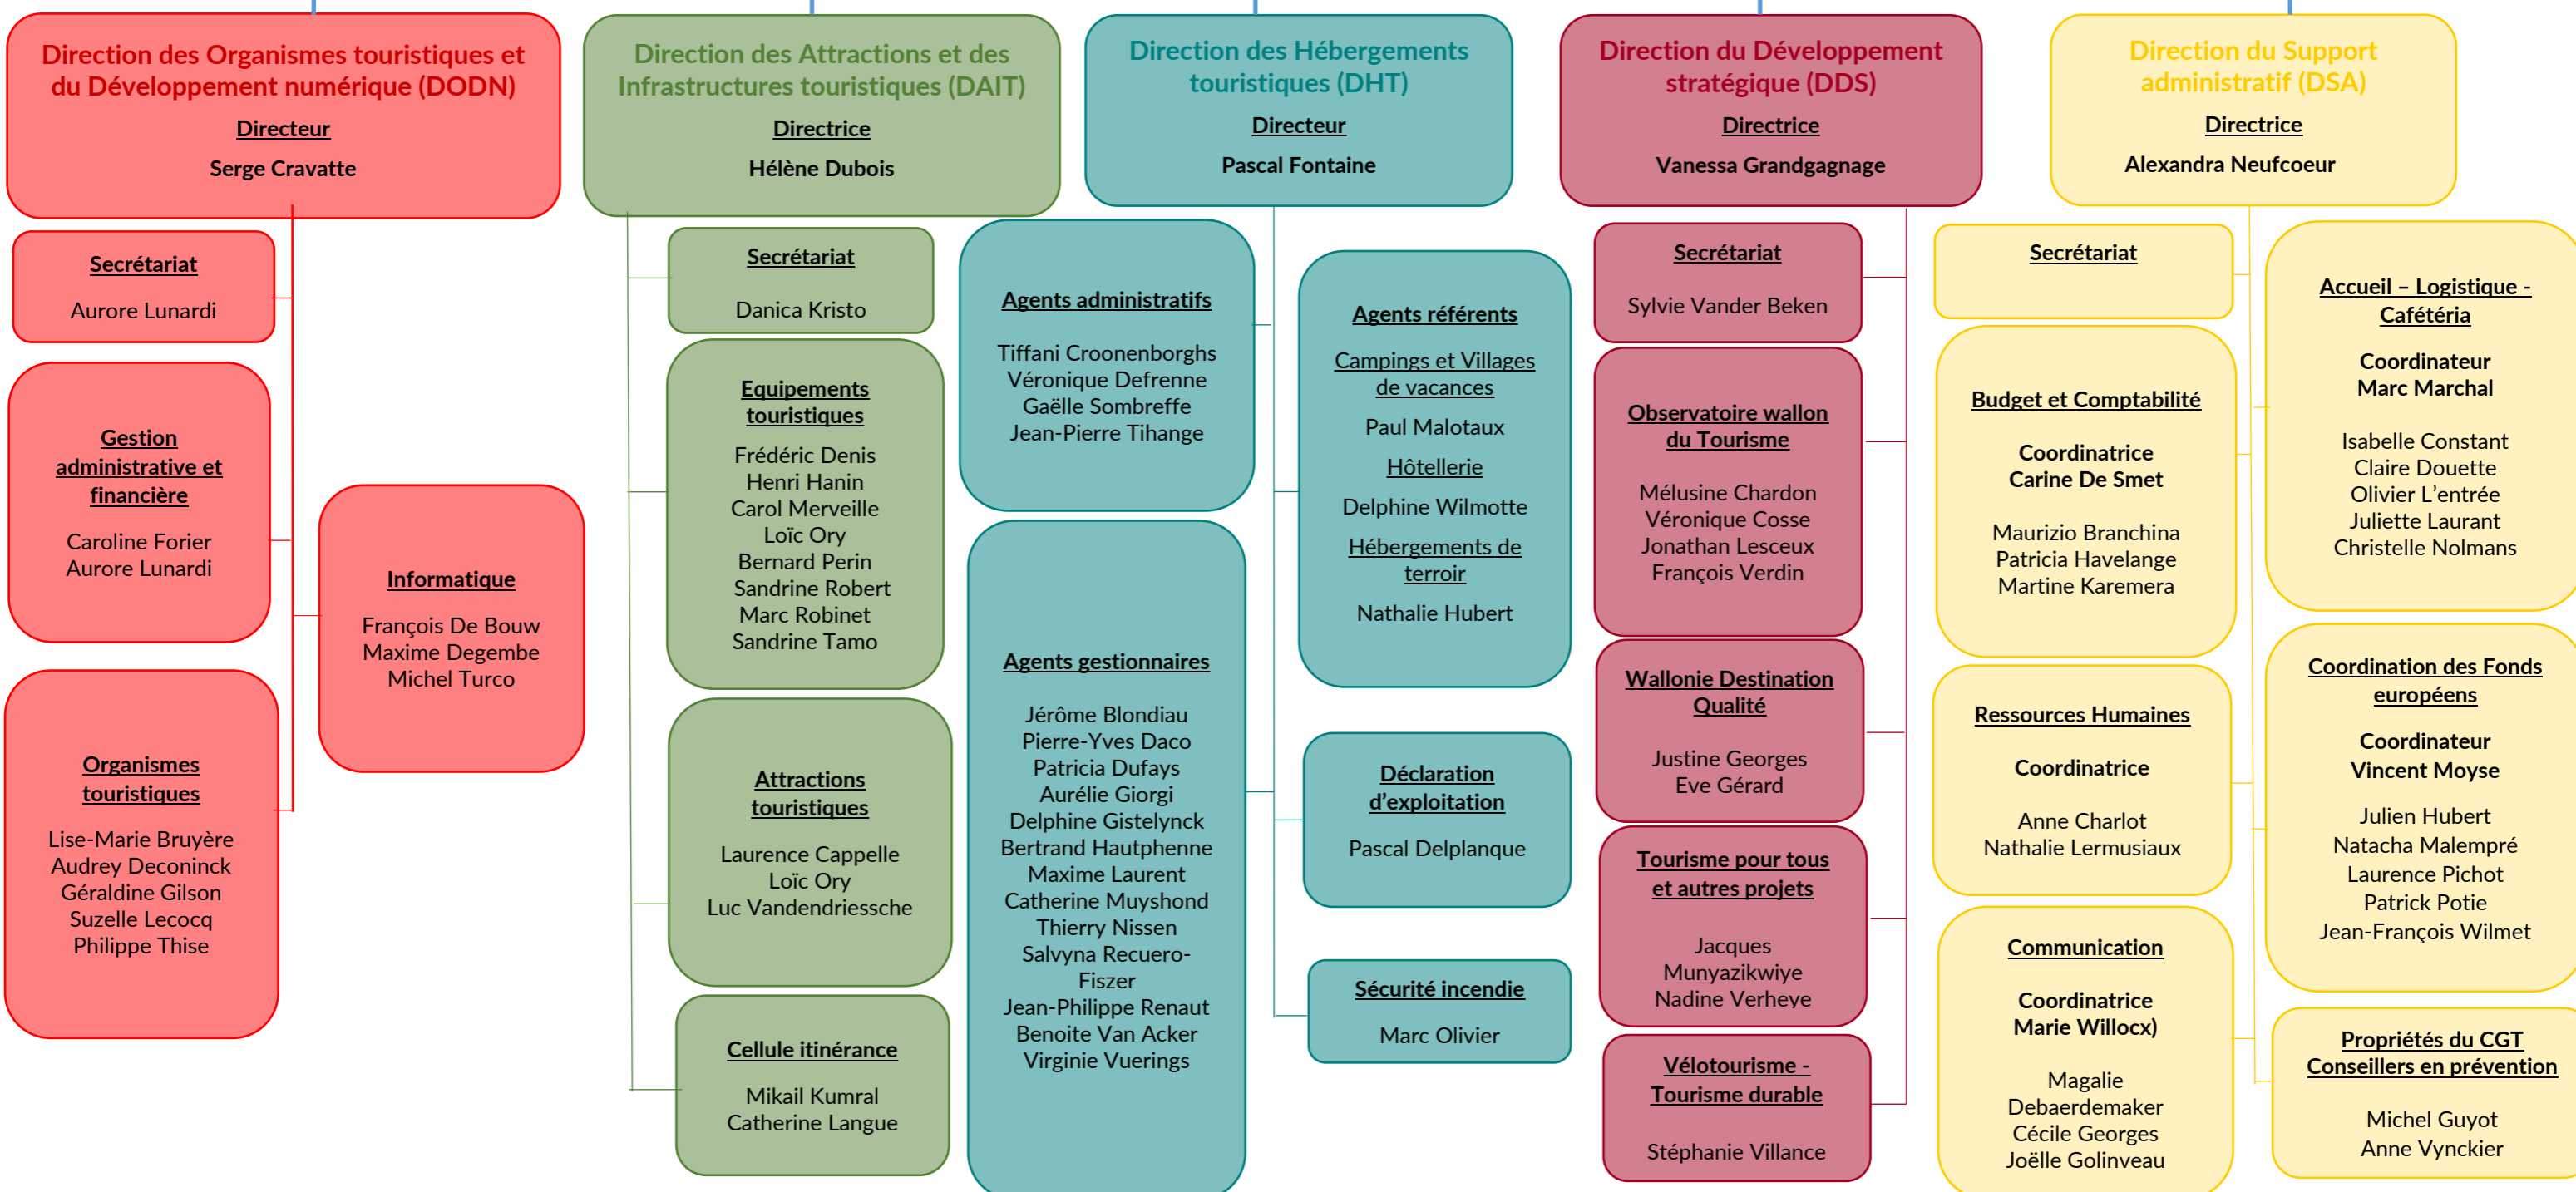 Direction des Organismes touristiques et
du Développement numérique (DODN)
Directeur
Serge Cravatte
Secrétariat
Aurore Lunardi
Gestion
administrative et
financière
Caroline Forier
Aurore Lunardi
Informatique
François De Bouw
Maxime Degembe
Michel Turco
Organismes
touristiques
Lise-Marie Bruyère
Audrey Deconinck
Géraldine Gilson
Suzelle Lecocq
Philippe Thise
Direction des Attractions et des
Infrastructures touristiques (DAIT)
Directrice
Hélène Dubois
Secrétariat
Danica Kristo
Equipements
touristiques
Frédéric Denis
Henri Hanin
Carol Merveille
Loïc Ory
Bernard Perin
Sandrine Robert
Marc Robinet
Sandrine Tamo
Attractions
touristiques
Laurence Cappelle
Loïc Ory
Luc Vandendriessche
Cellule itinérance
Mikail Kumral
Catherine Langue
Direction des Hébergements
touristiques (DHT)
Directeur
Pascal Fontaine
Agents administratifs
Tiffani Croonenborghs
Véronique Defrenne
Gaëlle Sombreffe
Jean-Pierre Tihange
Agents gestionnaires
Jérôme Blondiau
Pierre-Yves Daco
Patricia Dufays
Aurélie Giorgi
Delphine Gistelynck
Bertrand Hautphenne
Maxime Laurent
Catherine Muyshond
Thierry Nissen
Salvyna Recuero-
Fiszer
Jean-Philippe Renaut
Benoite Van Acker
Virginie Vuerings
Agents référents
Campings et Villages
de vacances
Paul Malotaux
Hôtellerie
Delphine Wilmotte
Hébergements de
terroir
Nathalie Hubert
Déclaration
d’exploitation
Pascal Delplanque
Sécurité incendie
Marc Olivier
Direction du Développement
stratégique (DDS)
Directrice
Vanessa Grandgagnage
Secrétariat
Sylvie Vander Beken
Observatoire wallon
du Tourisme
Mélusine Chardon
Véronique Cosse
Jonathan Lesceux
François Verdin
Wallonie Destination
Qualité
Justine Georges
Eve Gérard
Tourisme pour tous
et autres projets
Jacques
Munyazikwiye
Nadine Verheye
Vélotourisme -
Tourisme durable
Stéphanie Villance
Direction du Support
administratif (DSA)
Directrice
Alexandra Neufcoeur
Secrétariat
Budget et Comptabilité
Coordinatrice
Carine De Smet
Maurizio Branchina
Patricia Havelange
Martine Karemera
Ressources Humaines
Coordinatrice
Anne Charlot
Nathalie Lermusiaux
Communication
Coordinatrice
Marie Willocx)
Magalie
Debaerdemaker
Cécile Georges
Joëlle Golinveau
Accueil – Logistique -
Cafétéria
Coordinateur
Marc Marchal
Isabelle Constant
Claire Douette
Olivier L’entrée
Juliette Laurant
Christelle Nolmans
Coordination des Fonds
européens
Coordinateur
Vincent Moyse
Julien Hubert
Natacha Malempré
Laurence Pichot
Patrick Potie
Jean-François Wilmet
Propriétés du CGT
Conseillers en prévention
Michel Guyot
Anne Vynckier